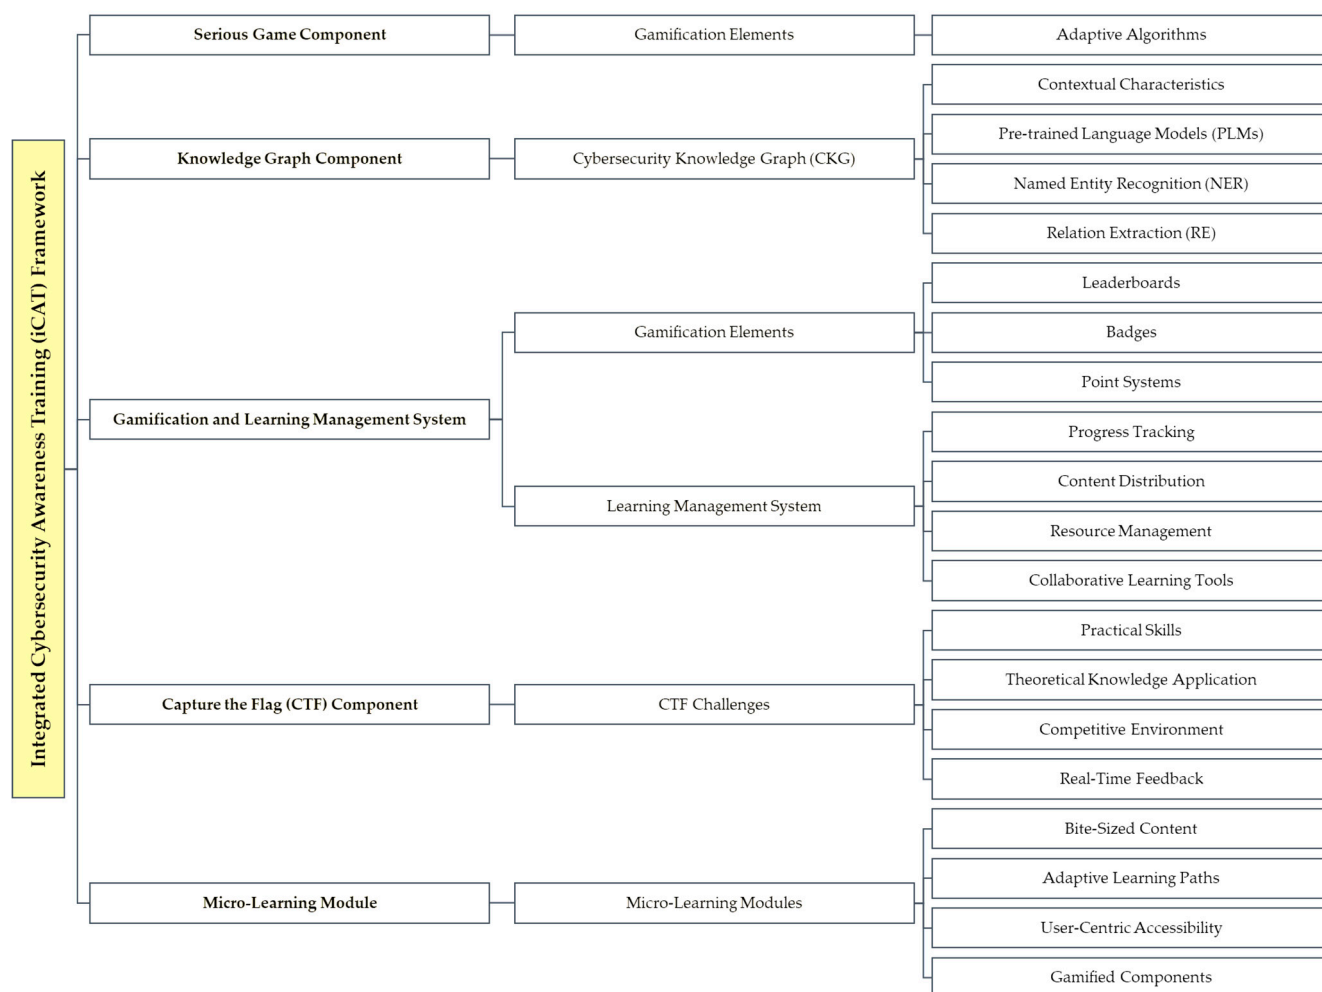 Integrated Cybersecurity Awareness Training (iCAT) Framework
Serious Game Component
Gamification Elements
Adaptive Algorithms
Knowledge Graph Component
Cybersecurity Knowledge Graph (CKG)
Contextual Characteristics
Pre-trained Language Models (PLMs)
Named Entity Recognition (NER)
Relation Extraction (RE)
Gamification and Learning Management System
Gamification Elements
Leaderboards
Badges
Point Systems
Learning Management System
Progress Tracking
Content Distribution
Resource Management
Collaborative Learning Tools
Capture the Flag (CTF) Component
CTF Challenges
Practical Skills
Theoretical Knowledge Application
Competitive Environment
Real-Time Feedback
Micro-Learning Module
Micro-Learning Modules
Bite-Sized Content
Adaptive Learning Paths
User-Centric Accessibility
Gamified Components